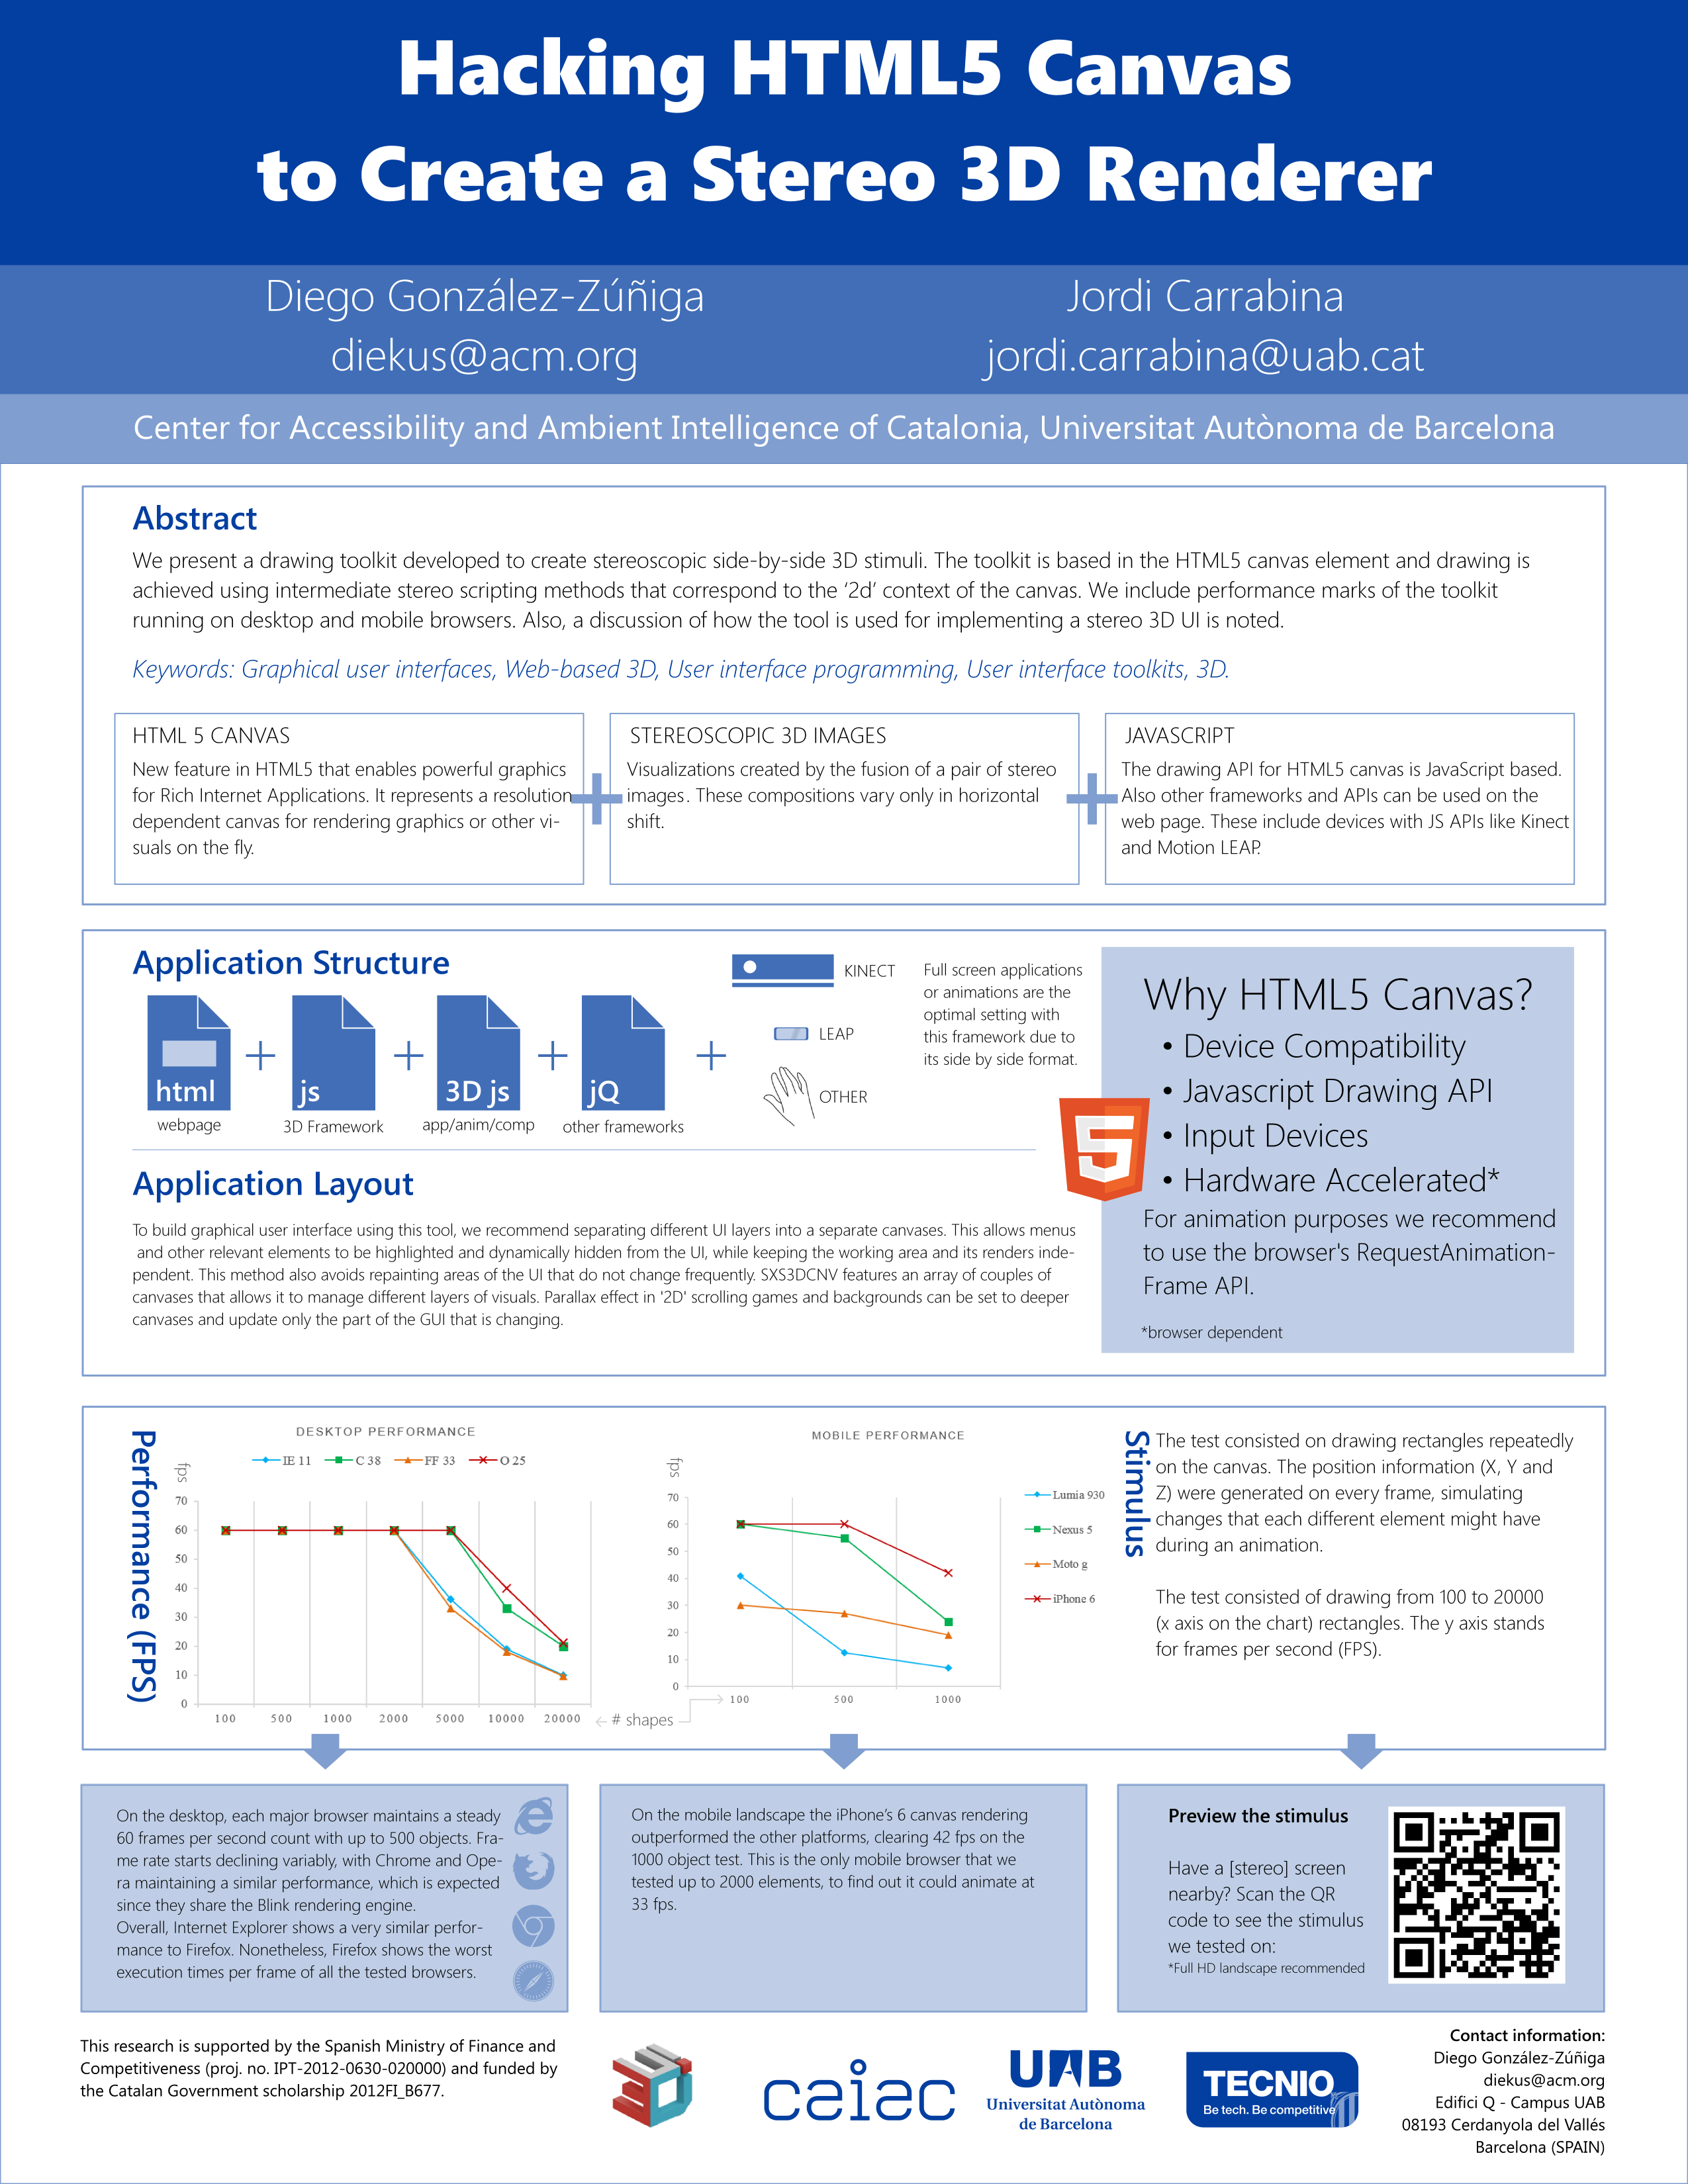 Hacking HTML5 Canvas
to Create a Stereo 3D Renderer
Diego González-Zúñiga
diekus@acm.org
Jordi Carrabina
jordi.carrabina@uab.cat
Center for Accessibility and Ambient Intelligence of Catalonia, Universitat Autònoma de Barcelona
Abstract
We present a drawing toolkit developed to create stereoscopic side-by-side 3D stimuli. The toolkit is based in the HTML5 canvas element and drawing is
achieved using intermediate stereo scripting methods that correspond to the ‘2d’ context of the canvas. We include performance marks of the toolkit
running on desktop and mobile browsers. Also, a discussion of how the tool is used for implementing a stereo 3D UI is noted.
Keywords: Graphical user interfaces, Web-based 3D, User interface programming, User interface toolkits, 3D.
HTML 5 CANVAS
New feature in HTML5 that enables powerful graphics
for Rich Internet Applications. It represents a resolution
dependent canvas for rendering graphics or other vi-
suals on the fly.
+
STEREOSCOPIC 3D IMAGES
Visualizations created by the fusion of a pair of stereo
images. These compositions vary only in horizontal
shift.
+
JAVASCRIPT
The drawing API for HTML5 canvas is JavaScript based.
Also other frameworks and APIs can be used on the
web page. These include devices with JS APIs like Kinect
and Motion LEAP.
Application Structure
html
webpage
+
js
3D Framework
+
3D js
app/anim/comp
+
jQ
other frameworks
+
KINECT
LEAP
OTHER
Full screen applications
or animations are the
optimal setting with
this framework due to
its side by side format.
Application Layout
To build graphical user interface using this tool, we recommend separating different UI layers into a separate canvases. This allows menus
and other relevant elements to be highlighted and dynamically hidden from the UI, while keeping the working area and its renders inde-
pendent. This method also avoids repainting areas of the UI that do not change frequently. SXS3DCNV features an array of couples of
canvases that allows it to manage different layers of visuals. Parallax effect in '2D' scrolling games and backgrounds can be set to deeper
canvases and update only the part of the GUI that is changing.
5
Why HTML5 Canvas?
• Device Compatibility
• Javascript Drawing API
• Input Devices
• Hardware Accelerated*
For animation purposes we recommend
to use the browser's RequestAnimation-
Frame API.
*browser dependent
Performance (FPS)
DESKTOP PERFORMANCE
IE 11 C 38 FF 33 O 25
fps
70
60
50
40
30
20
10
0
100 500 1000 2000 5000 10000 20000
# shapes
MOBILE PERFORMANCE
fps
70
60
50
40
30
20
10
0
100 500 1000
Lumia 930
Nexus 5
Moto g
iPhone 6
Stimulus
The test consisted on drawing rectangles repeatedly
on the canvas. The position information (X, Y and
Z) were generated on every frame, simulating
changes that each different element might have
during an animation.
The test consisted of drawing from 100 to 20000
(x axis on the chart) rectangles. The y axis stands
for frames per second (FPS).
On the desktop, each major browser maintains a steady
60 frames per second count with up to 500 objects. Fra-
me rate starts declining variably, with Chrome and Ope-
ra maintaining a similar performance, which is expected
since they share the Blink rendering engine.
Overall, Internet Explorer shows a very similar perfor-
mance to Firefox. Nonetheless, Firefox shows the worst
execution times per frame of all the tested browsers.
On the mobile landscape the iPhone’s 6 canvas rendering
outperformed the other platforms, clearing 42 fps on the
1000 object test. This is the only mobile browser that we
tested up to 2000 elements, to find out it could animate at
33 fps.
Preview the stimulus
Have a [stereo] screen
nearby? Scan the QR
code to see the stimulus
we tested on:
*Full HD landscape recommended
This research is supported by the Spanish Ministry of Finance and
Competitiveness (proj. no. IPT-2012-0630-020000) and funded by
the Catalan Government scholarship 2012FI_B677.
3D
caiac
UAB
Universitat Autònoma
de Barcelona
TECNIO
Be tech. Be competitive
Contact information:
Diego González-Zúñiga
diekus@acm.org
Edifici Q - Campus UAB
08193 Cerdanyola del Vallés
Barcelona (SPAIN)